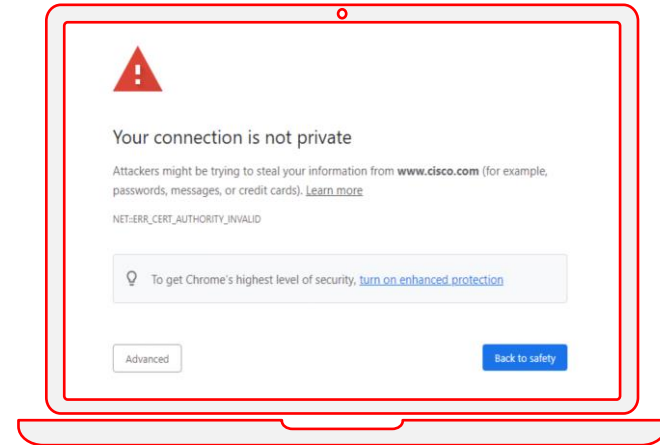 Your connection is not private
Attackers might be trying to steal your information from www.cisco.com (for example,
passwords, messages, or credit cards). Learn more
NET::ERR_CERT_AUTHORITY_INVALID
To get Chrome's highest level of security, turn on enhanced protection
Advanced
Back to safety